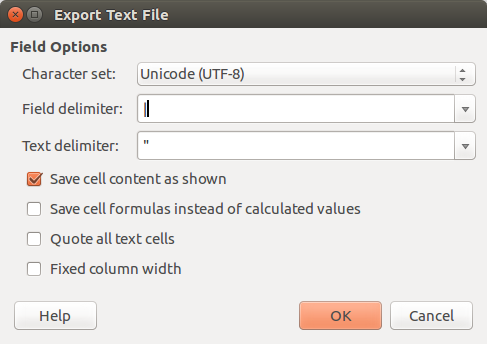 Export Text File
Field Options
Character set: Unicode (UTF-8)
Field delimiter: |
Text delimiter: "
Save cell content as shown
Save cell formulas instead of calculated values
Quote all text cells
Fixed column width
Help OK Cancel